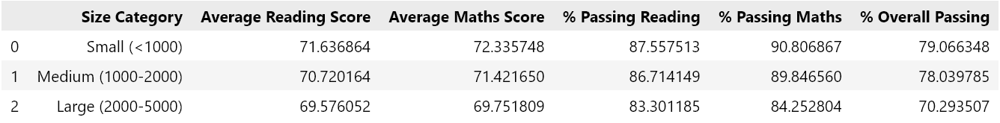 Size Category Average Reading Score Average Maths Score % Passing Reading % Passing Maths % Overall Passing
0 Small (<1000) 71.636864 72.335748 87.557513 90.806867 79.066348
1 Medium (1000-2000) 70.720164 71.421650 86.714149 89.846560 78.039785
2 Large (2000-5000) 69.576052 69.751809 83.301185 84.252804 70.293507